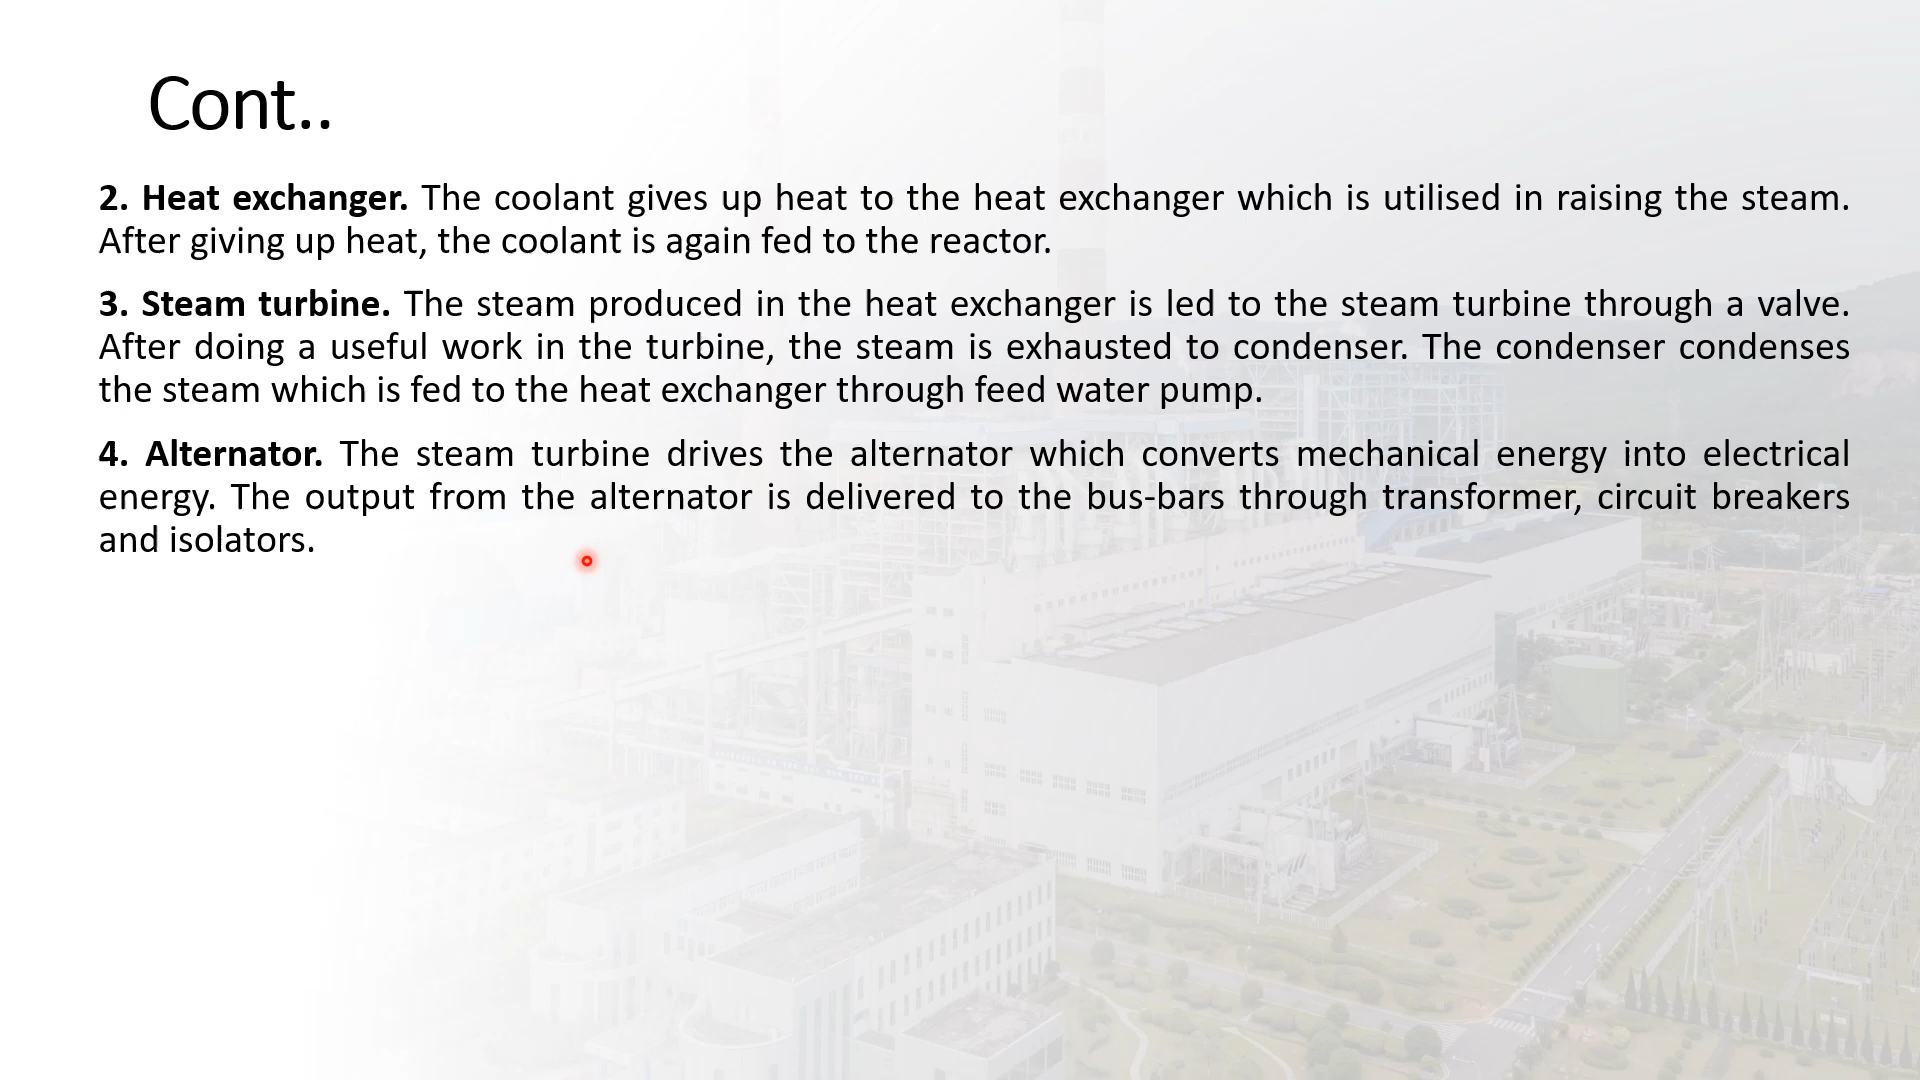 Cont..
2. Heat exchanger. The coolant gives up heat to the heat exchanger which is utilised in raising the steam.
After giving up heat, the coolant is again fed to the reactor.
3. Steam turbine. The steam produced in the heat exchanger is led to the steam turbine through a valve.
After doing a useful work in the turbine, the steam is exhausted to condenser. The condenser condenses
the steam which is fed to the heat exchanger through feed water pump.
4. Alternator. The steam turbine drives the alternator which converts mechanical energy into electrical
energy. The output from the alternator is delivered to the bus-bars through transformer, circuit breakers
and isolators.